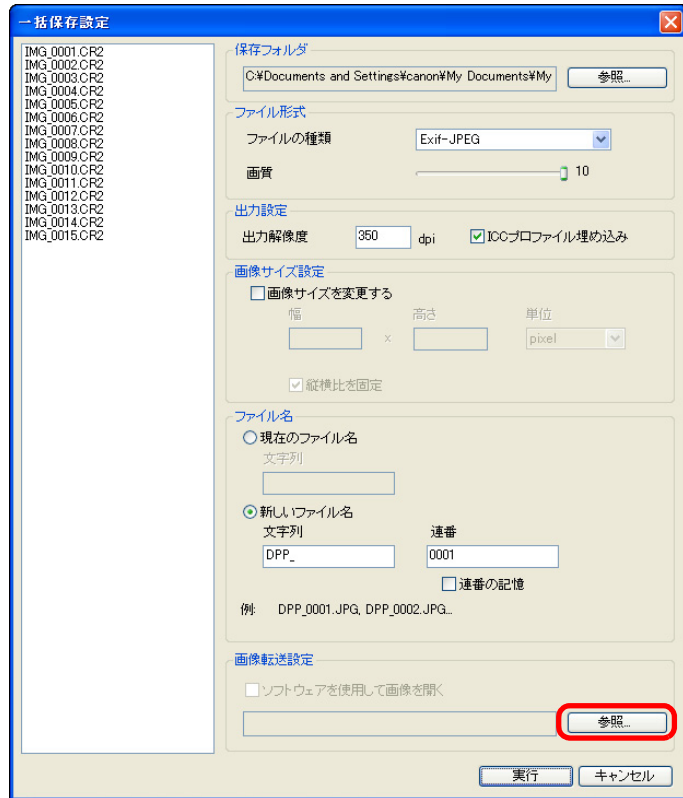 一括保存設定
IMG_0001.CR2
IMG_0002.CR2
IMG_0003.CR2
IMG_0004.CR2
IMG_0005.CR2
IMG_0006.CR2
IMG_0007.CR2
IMG_0008.CR2
IMG_0009.CR2
IMG_0010.CR2
IMG_0011.CR2
IMG_0012.CR2
IMG_0013.CR2
IMG_0014.CR2
IMG_0015.CR2
保存フォルダ
C:¥Documents and Settings¥canon¥My Documents¥My 参照...
ファイル形式
ファイルの種類 Exif-JPEG
画質 10
出力設定
出力解像度 350 dpi ICCプロファイル埋め込み
画像サイズ設定
画像サイズを変更する
幅 高さ 単位
x pixel
縦横比を固定
ファイル名
現在のファイル名
文字列
新しいファイル名
文字列 連番
DPP_ 0001
連番の記憶
例: DPP_0001.JPG, DPP_0002.JPG...
画像転送設定
ソフトウェアを使用して画像を開く
参照...
実行 キャンセル